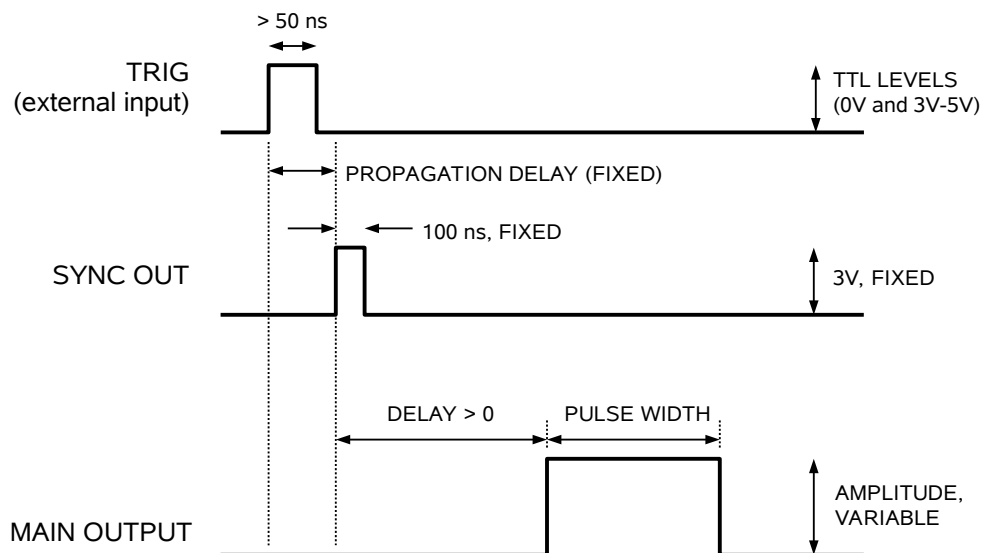 > 50 ns
TRIG
(external input)
TTL LEVELS
(0V and 3V-5V)
PROPAGATION DELAY (FIXED)
100 ns, FIXED
SYNC OUT
3V, FIXED
DELAY > 0
PULSE WIDTH
AMPLITUDE,
VARIABLE
MAIN OUTPUT